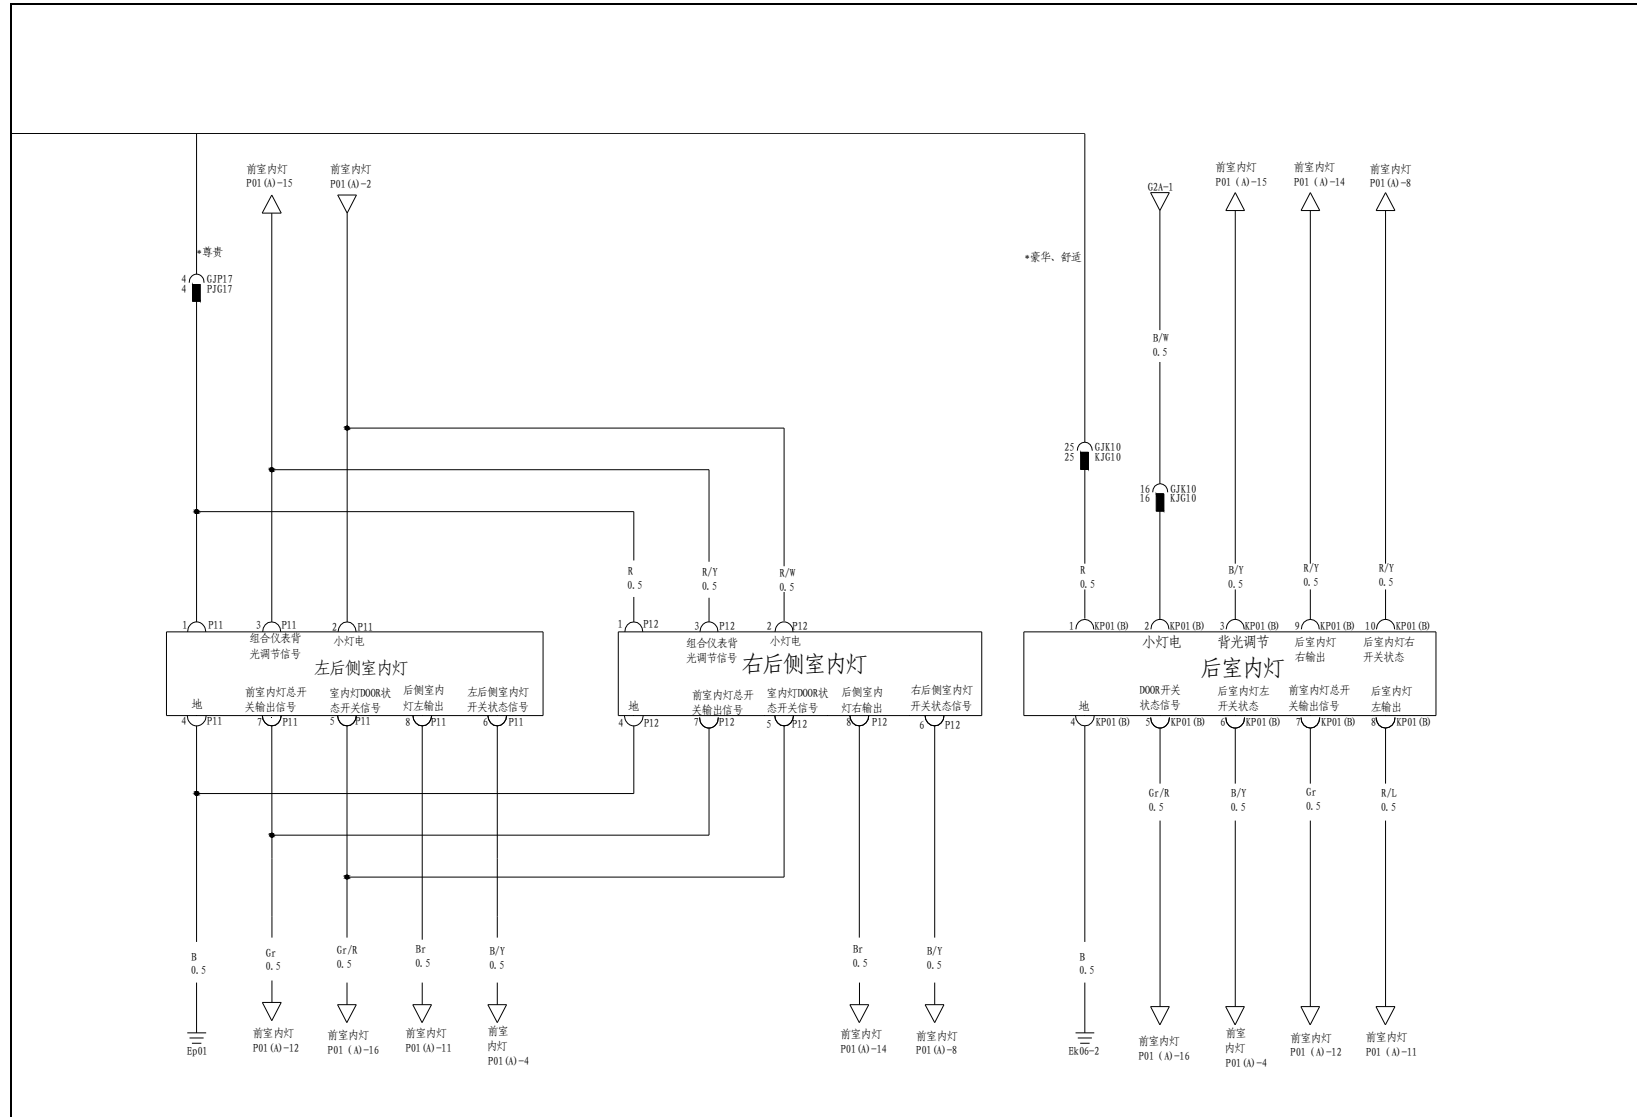 前室内灯
P01(A)-15
前室内灯
P01(A)-2
前室内灯
P01 (A)-15
前室内灯
P01 (A)-14
前室内灯
P01(A)-8
G2A-1
*尊贵
*豪华、舒适
4 GJP17
4 PJG17
B/W
0.5
25 GJK10
25 KJG10
16 GJK10
16 KJG10
R
0.5
R/Y
0.5
R/W
0.5
R
0.5
B/Y
0.5
R/Y
0.5
R/Y
0.5
1 P11
3 P11
2 P11
组合仪表背
光调节信号
小灯电
左后侧室内灯
地
前室内灯总开
关输出信号
室内灯DOOR状
态开关信号
后侧室内
灯左输出
左后侧室内灯
开关状态信号
4 P11
7 P11
5 P11
8 P11
6 P11
1 P12
3 P12
2 P12
组合仪表背
光调节信号
小灯电
右后侧室内灯
地
前室内灯总开
关输出信号
室内灯DOOR状
态开关信号
后侧室内
灯右输出
右后侧室内灯
开关状态信号
4 P12
7 P12
5 P12
8 P12
6 P12
1 KP01(B)
2 KP01(B)
3 KP01(B)
9 KP01(B)
10 KP01(B)
小灯电
背光调节
后室内灯
右输出
后室内灯右
开关状态
后室内灯
地
DOOR开关
状态信号
后室内灯左
开关状态
前室内灯总开
关输出信号
后室内灯
左输出
4 KP01(B)
5 KP01(B)
6 KP01(B)
7 KP01(B)
8 KP01(B)
Gr/R
0.5
B/Y
0.5
Gr
0.5
R/L
0.5
B
0.5
Gr
0.5
Gr/R
0.5
Br
0.5
B/Y
0.5
Br
0.5
B/Y
0.5
B
0.5
Ep01
前室内灯
P01(A)-12
前室内灯
P01 (A)-16
前室内灯
P01(A)-11
前室
内灯
P01(A)-4
前室内灯
P01(A)-14
前室内灯
P01(A)-8
Ek06-2
前室内灯
P01 (A)-16
前室
内灯
P01(A)-4
前室内灯
P01 (A)-12
前室内灯
P01 (A)-11